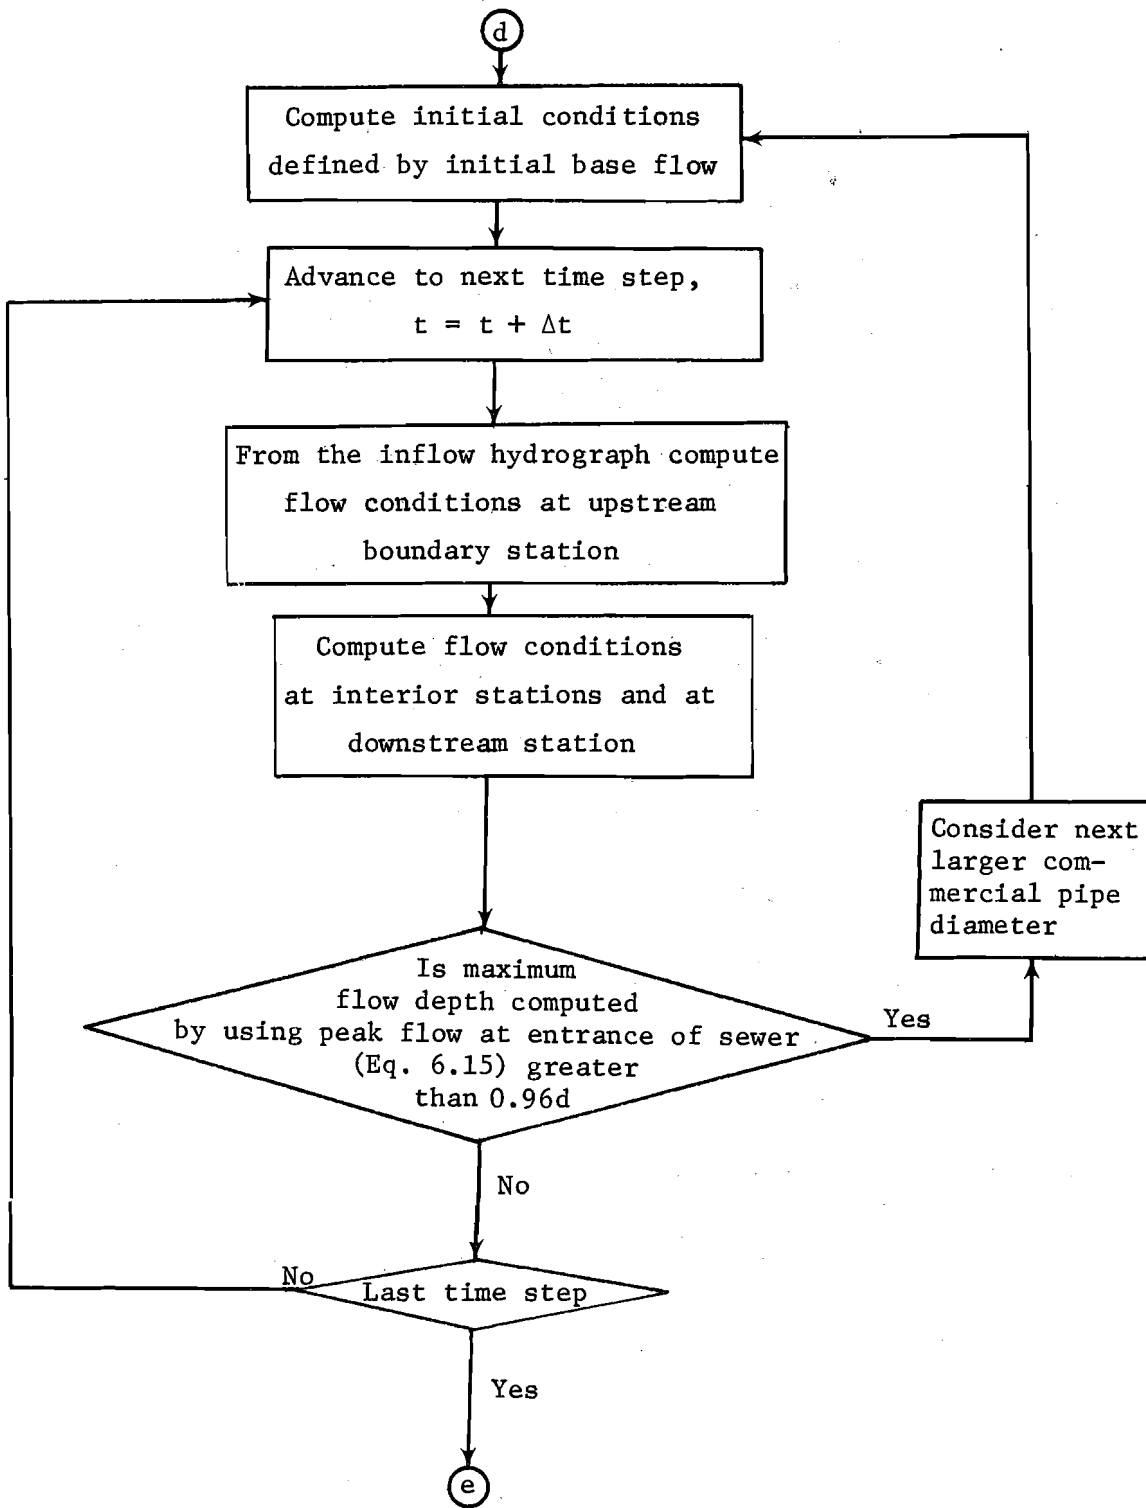 d
Compute initial conditions
defined by initial base flow
Advance to next time step,
t = t + Δt
From the inflow hydrograph compute
flow conditions at upstream
boundary station
Compute flow conditions
at interior stations and at
downstream station
Consider next
larger com-
mercial pipe
diameter
Is maximum
flow depth computed
by using peak flow at entrance of sewer
(Eq. 6.15) greater
than 0.96d
Yes
No
No
Last time step
Yes
e